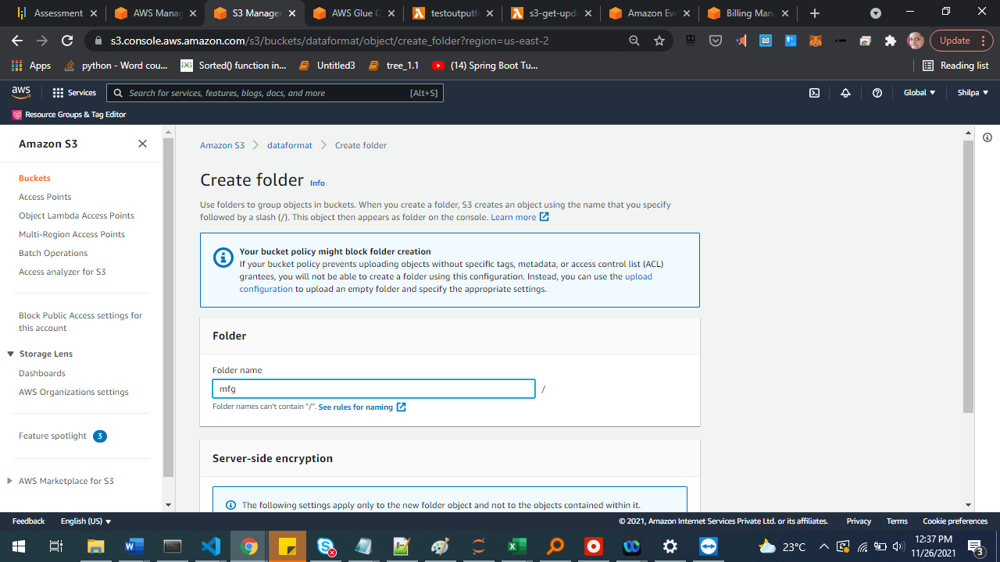 Assessment
AWS Manag
S3 Manager
AWS Glue C
testoutputf
s3-get-upda
Amazon Eve
Billing Man
s3.console.aws.amazon.com/s3/buckets/dataformat/object/create_folder?region=us-east-2
Update
Apps
python - Word cou...
Sorted() function in...
Untitled3
tree_1.1
(14) Spring Boot Tu...
Reading list
aws
Services
Search for services, features, blogs, docs, and more
[Alt+S]
Global
Shilpa
Resource Groups & Tag Editor
Amazon S3
Buckets
Access Points
Object Lambda Access Points
Multi-Region Access Points
Batch Operations
Access analyzer for S3
Block Public Access settings for
this account
Storage Lens
Dashboards
AWS Organizations settings
Feature spotlight 3
AWS Marketplace for S3
Amazon S3
dataformat
Create folder
Create folder Info
Use folders to group objects in buckets. When you create a folder, S3 creates an object using the name that you specify
followed by a slash (/). This object then appears as folder on the console. Learn more
Your bucket policy might block folder creation
If your bucket policy prevents uploading objects without specific tags, metadata, or access control list (ACL)
grantees, you will not be able to create a folder using this configuration. Instead, you can use the upload
configuration to upload an empty folder and specify the appropriate settings.
Folder
Folder name
mfg /
Folder names can't contain "/". See rules for naming
Server-side encryption
The following settings apply only to the new folder object and not to the objects contained within it.
Feedback
English (US)
© 2021, Amazon Internet Services Private Ltd. or its affiliates.
Privacy
Terms
Cookie preferences
23°C
12:37 PM
11/26/2021
3